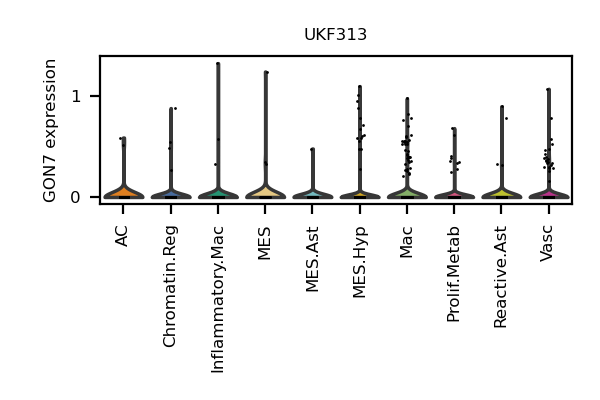 UKF313
GON7 expression
1
0
AC
Chromatin.Reg
Inflammatory.Mac
MES
MES.Ast
MES.Hyp
Mac
Prolif.Metab
Reactive.Ast
Vasc